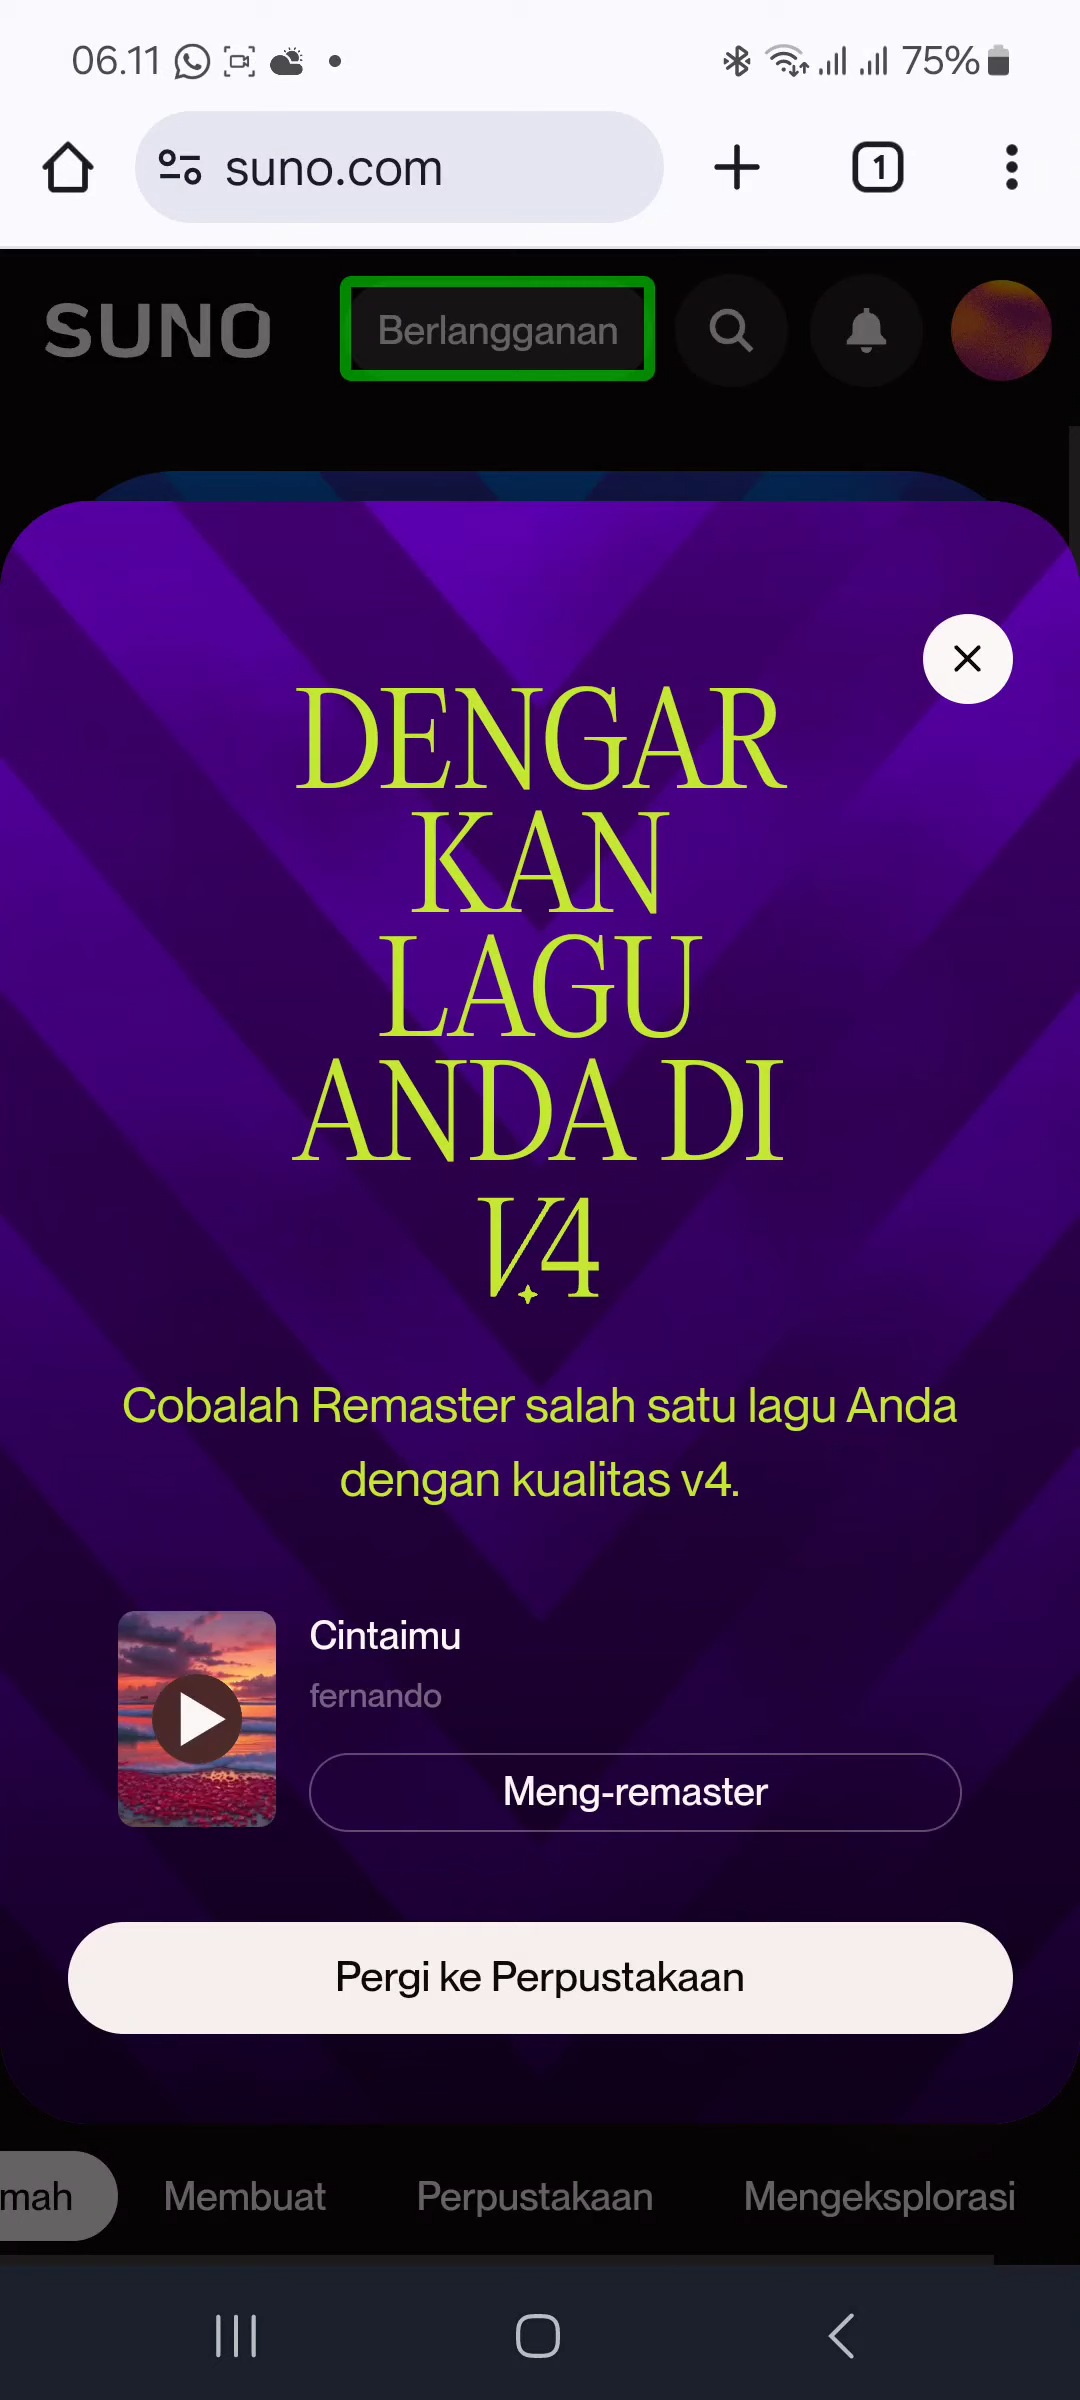 06.11
75%
suno.com
1
SUNO
Berlangganan
DENGAR
KAN
LAGU
ANDA DI
V4
Cobalah Remaster salah satu lagu Anda
dengan kualitas v4.
Cintaimu
fernando
Meng-remaster
Pergi ke Perpustakaan
mah
Membuat
Perpustakaan
Mengeksplorasi